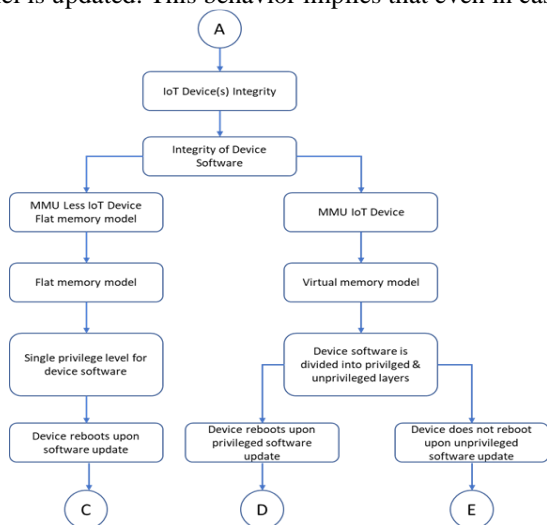 er is updated. This behavior implies that even in cas
A
IoT Device(s) Integrity
Integrity of Device
Software
MMU Less IoT Device
Flat memory model
MMU IoT Device
Flat memory model
Virtual memory model
Single privilege level for
device software
Device software is
divided into privilged &
unprivileged layers
Device reboots upon
software update
Device reboots upon
privileged software
update
Device does not reboot
upon unprivileged
software update
C
D
E